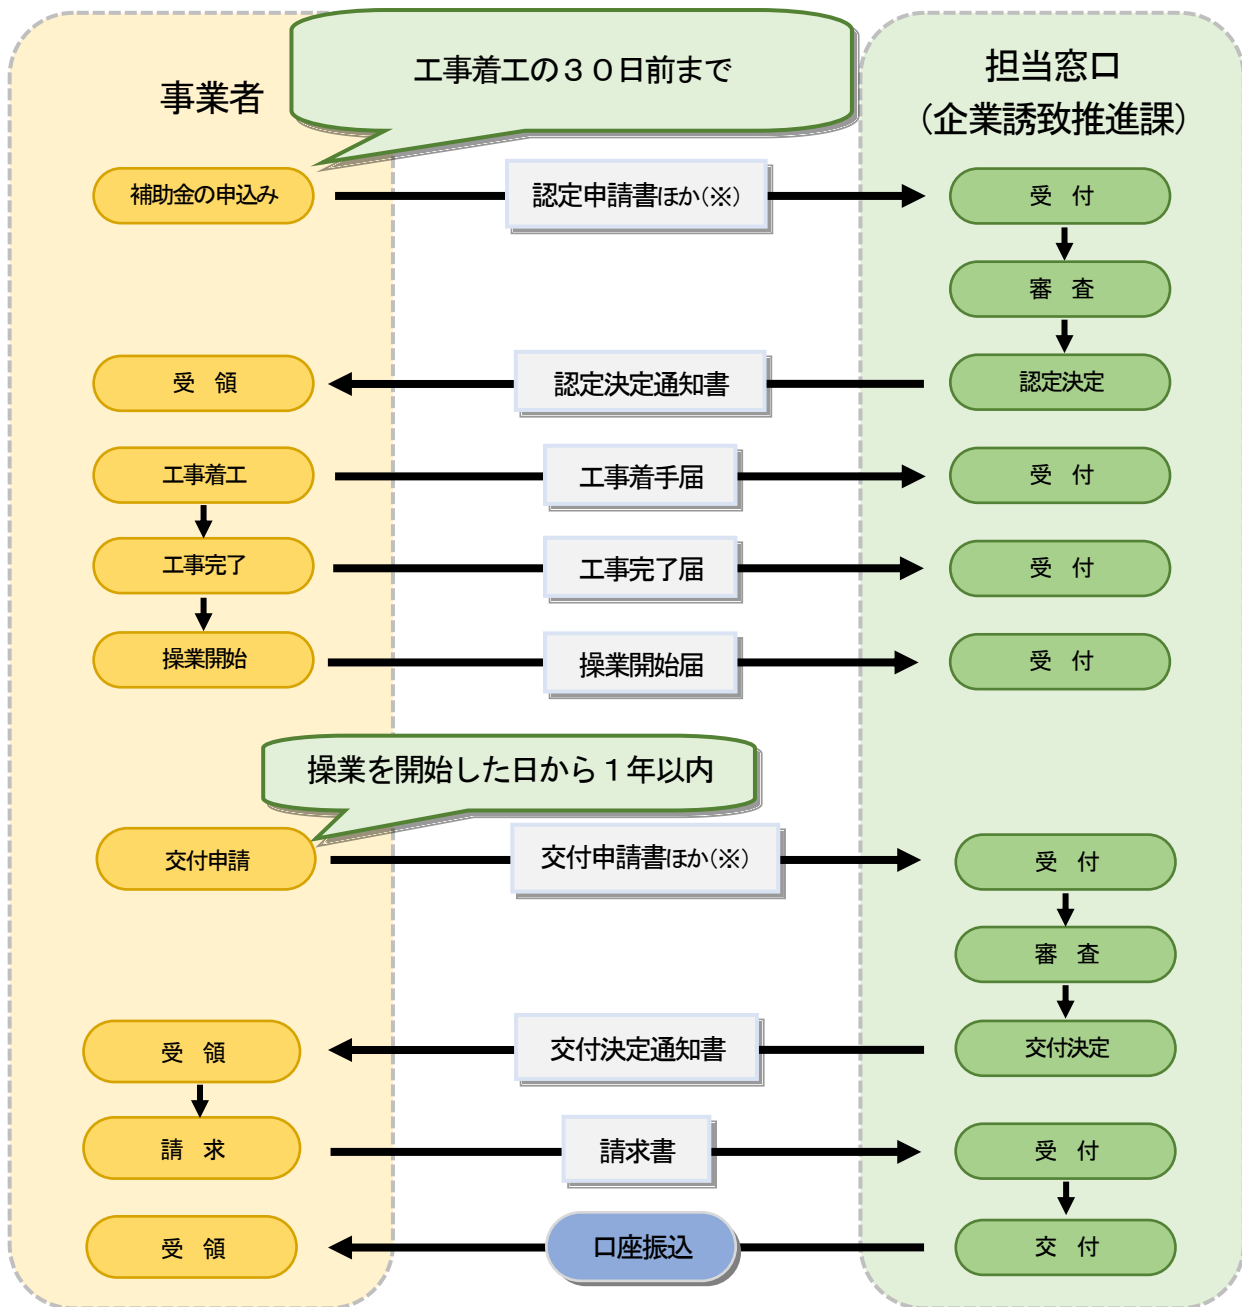 工事着工の３０日前まで
事業者
担当窓口
（企業誘致推進課）
補助金の申込み
認定申請書ほか（※）
受　付
審　査
受　領
認定決定通知書
認定決定
工事着工
工事着手届
受　付
工事完了
工事完了届
受　付
操業開始
操業開始届
受　付
操業を開始した日から１年以内
交付申請
交付申請書ほか（※）
受　付
審　査
受　領
交付決定通知書
交付決定
請　求
請求書
受　付
受　領
口座振込
交　付